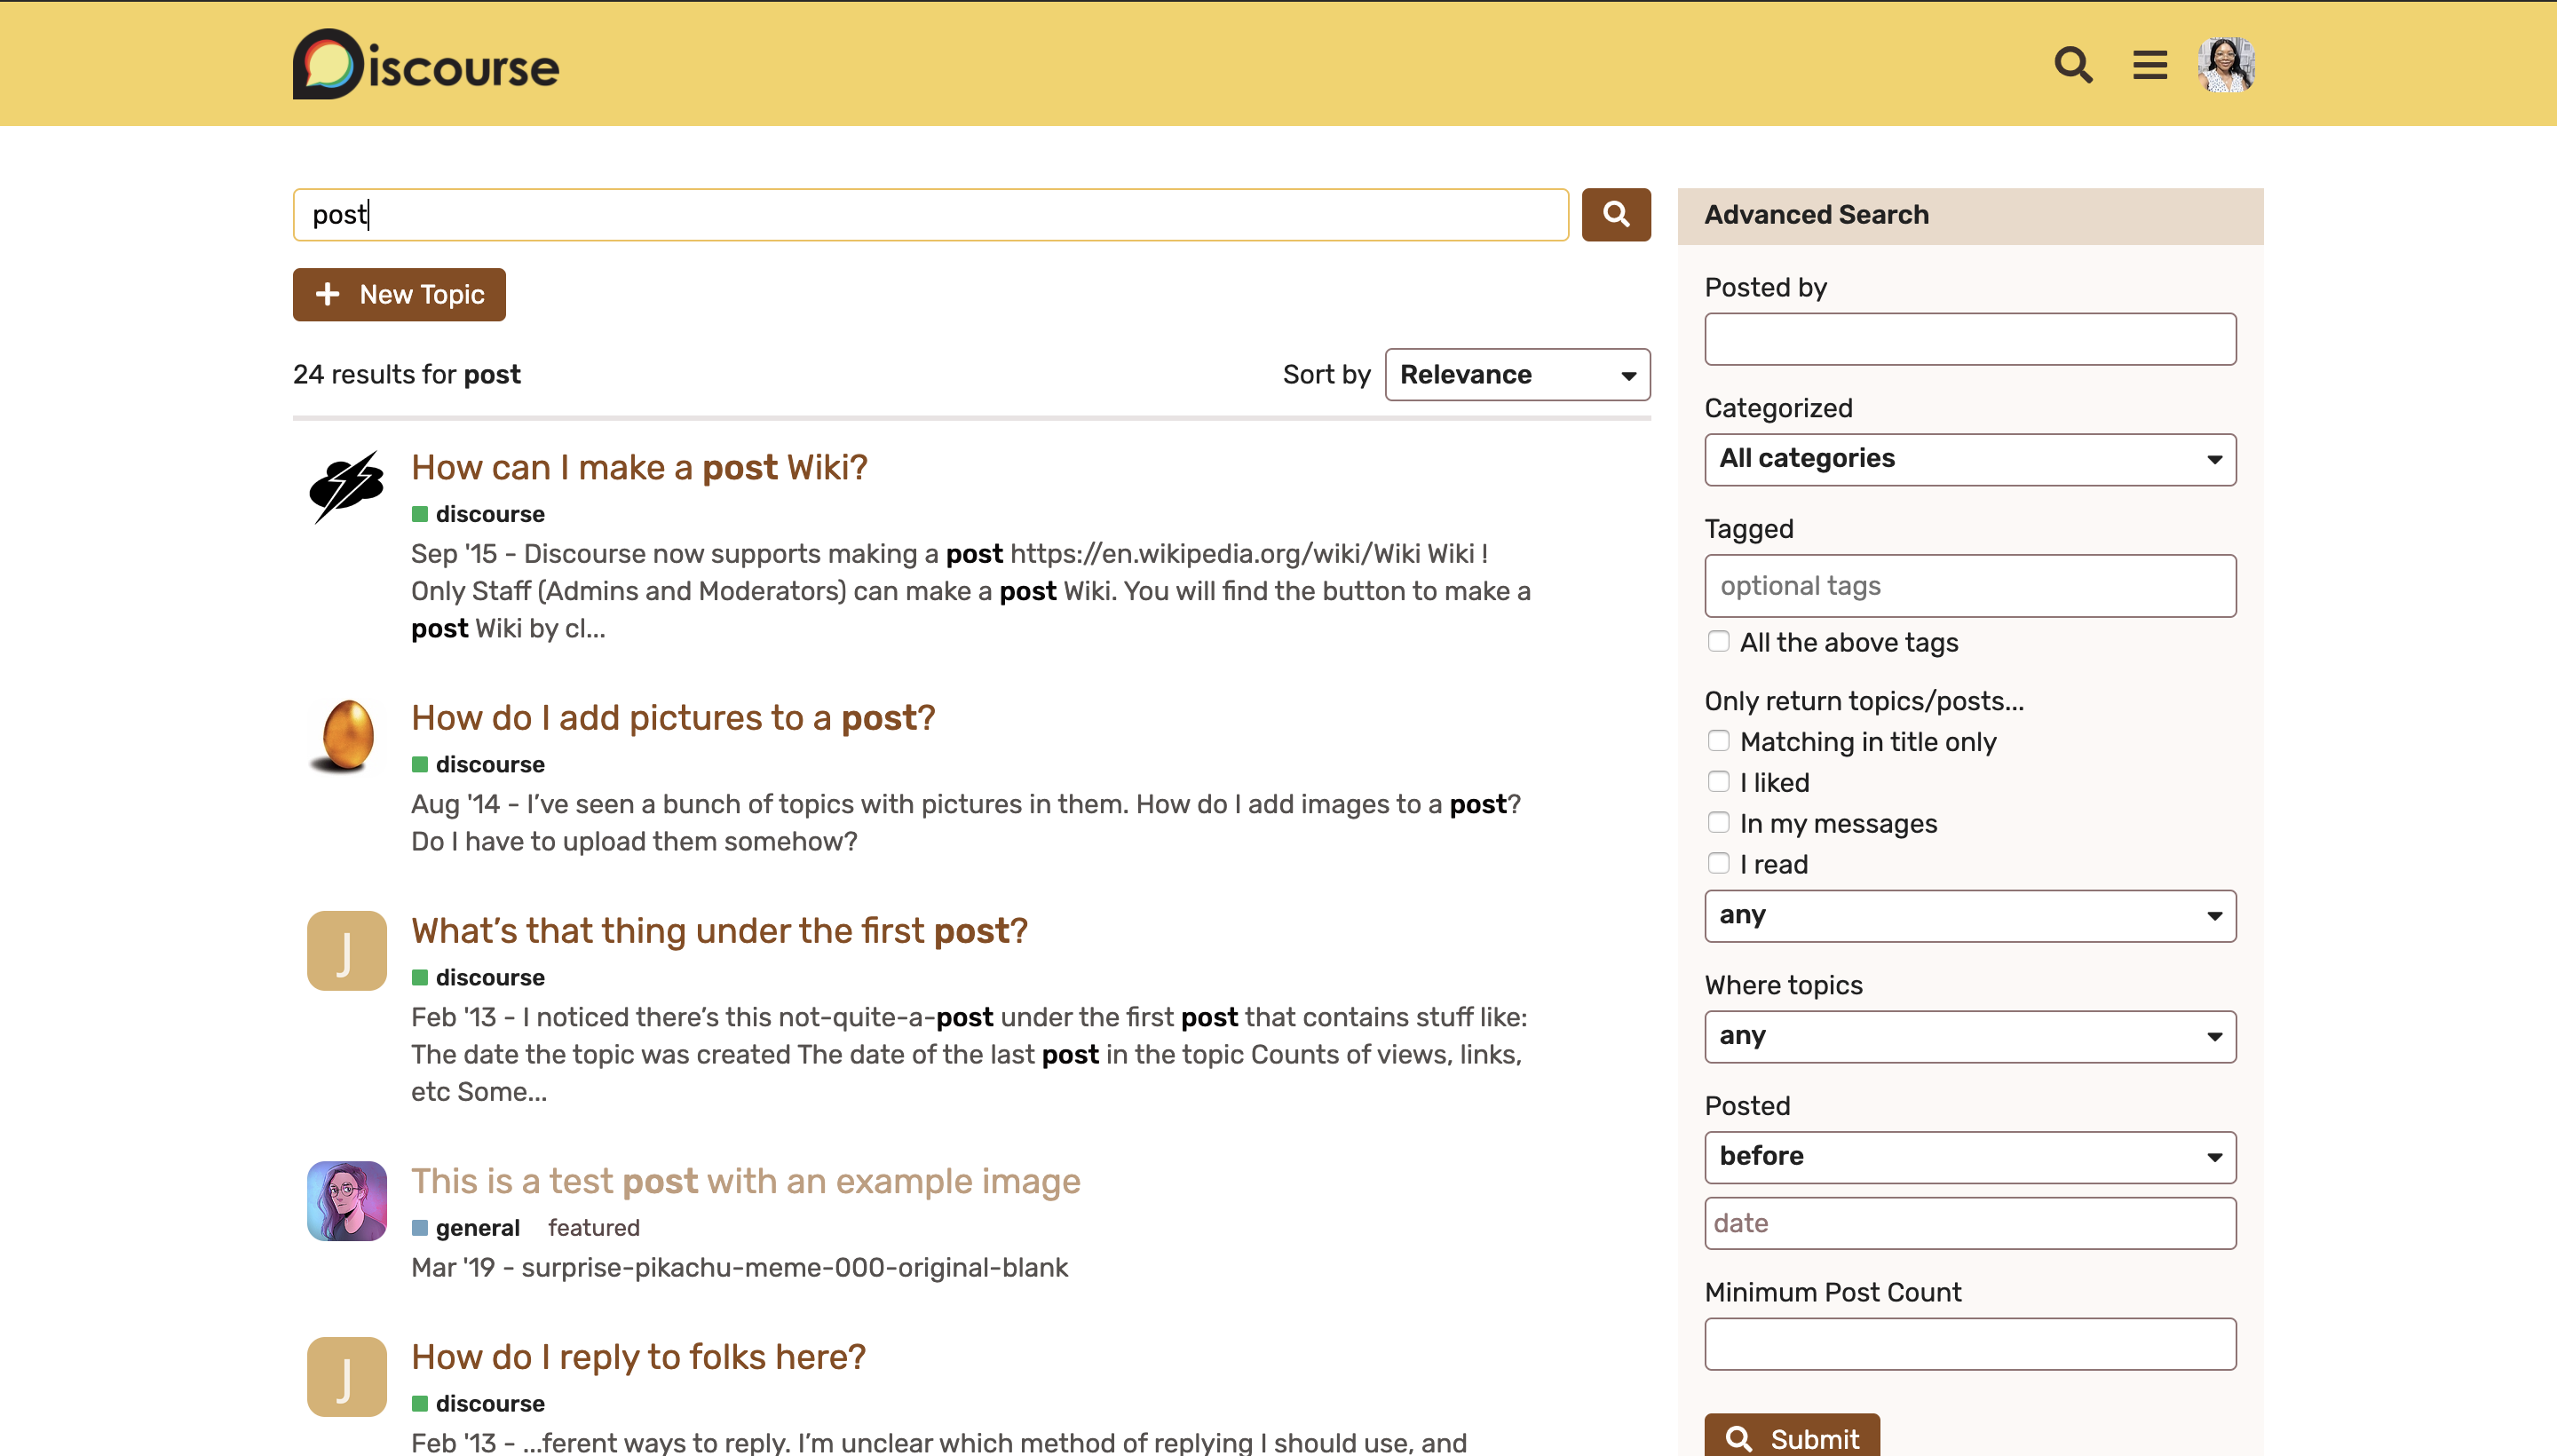 Discourse
post
New Topic
24 results for post
Sort by Relevance
How can I make a post Wiki?
discourse
Sep '15 - Discourse now supports making a post https://en.wikipedia.org/wiki/Wiki Wiki !
Only Staff (Admins and Moderators) can make a post Wiki. You will find the button to make a
post Wiki by cl...
How do I add pictures to a post?
discourse
Aug '14 - I’ve seen a bunch of topics with pictures in them. How do I add images to a post?
Do I have to upload them somehow?
J
What’s that thing under the first post?
discourse
Feb '13 - I noticed there’s this not-quite-a-post under the first post that contains stuff like:
The date the topic was created The date of the last post in the topic Counts of views, links,
etc Some...
This is a test post with an example image
general featured
Mar '19 - surprise-pikachu-meme-000-original-blank
J
How do I reply to folks here?
discourse
Feb '13 - ...ferent ways to reply. I’m unclear which method of replying I should use, and
Advanced Search
Posted by
Categorized
All categories
Tagged
optional tags
All the above tags
Only return topics/posts...
Matching in title only
I liked
In my messages
I read
any
Where topics
any
Posted
before
date
Minimum Post Count
Submit